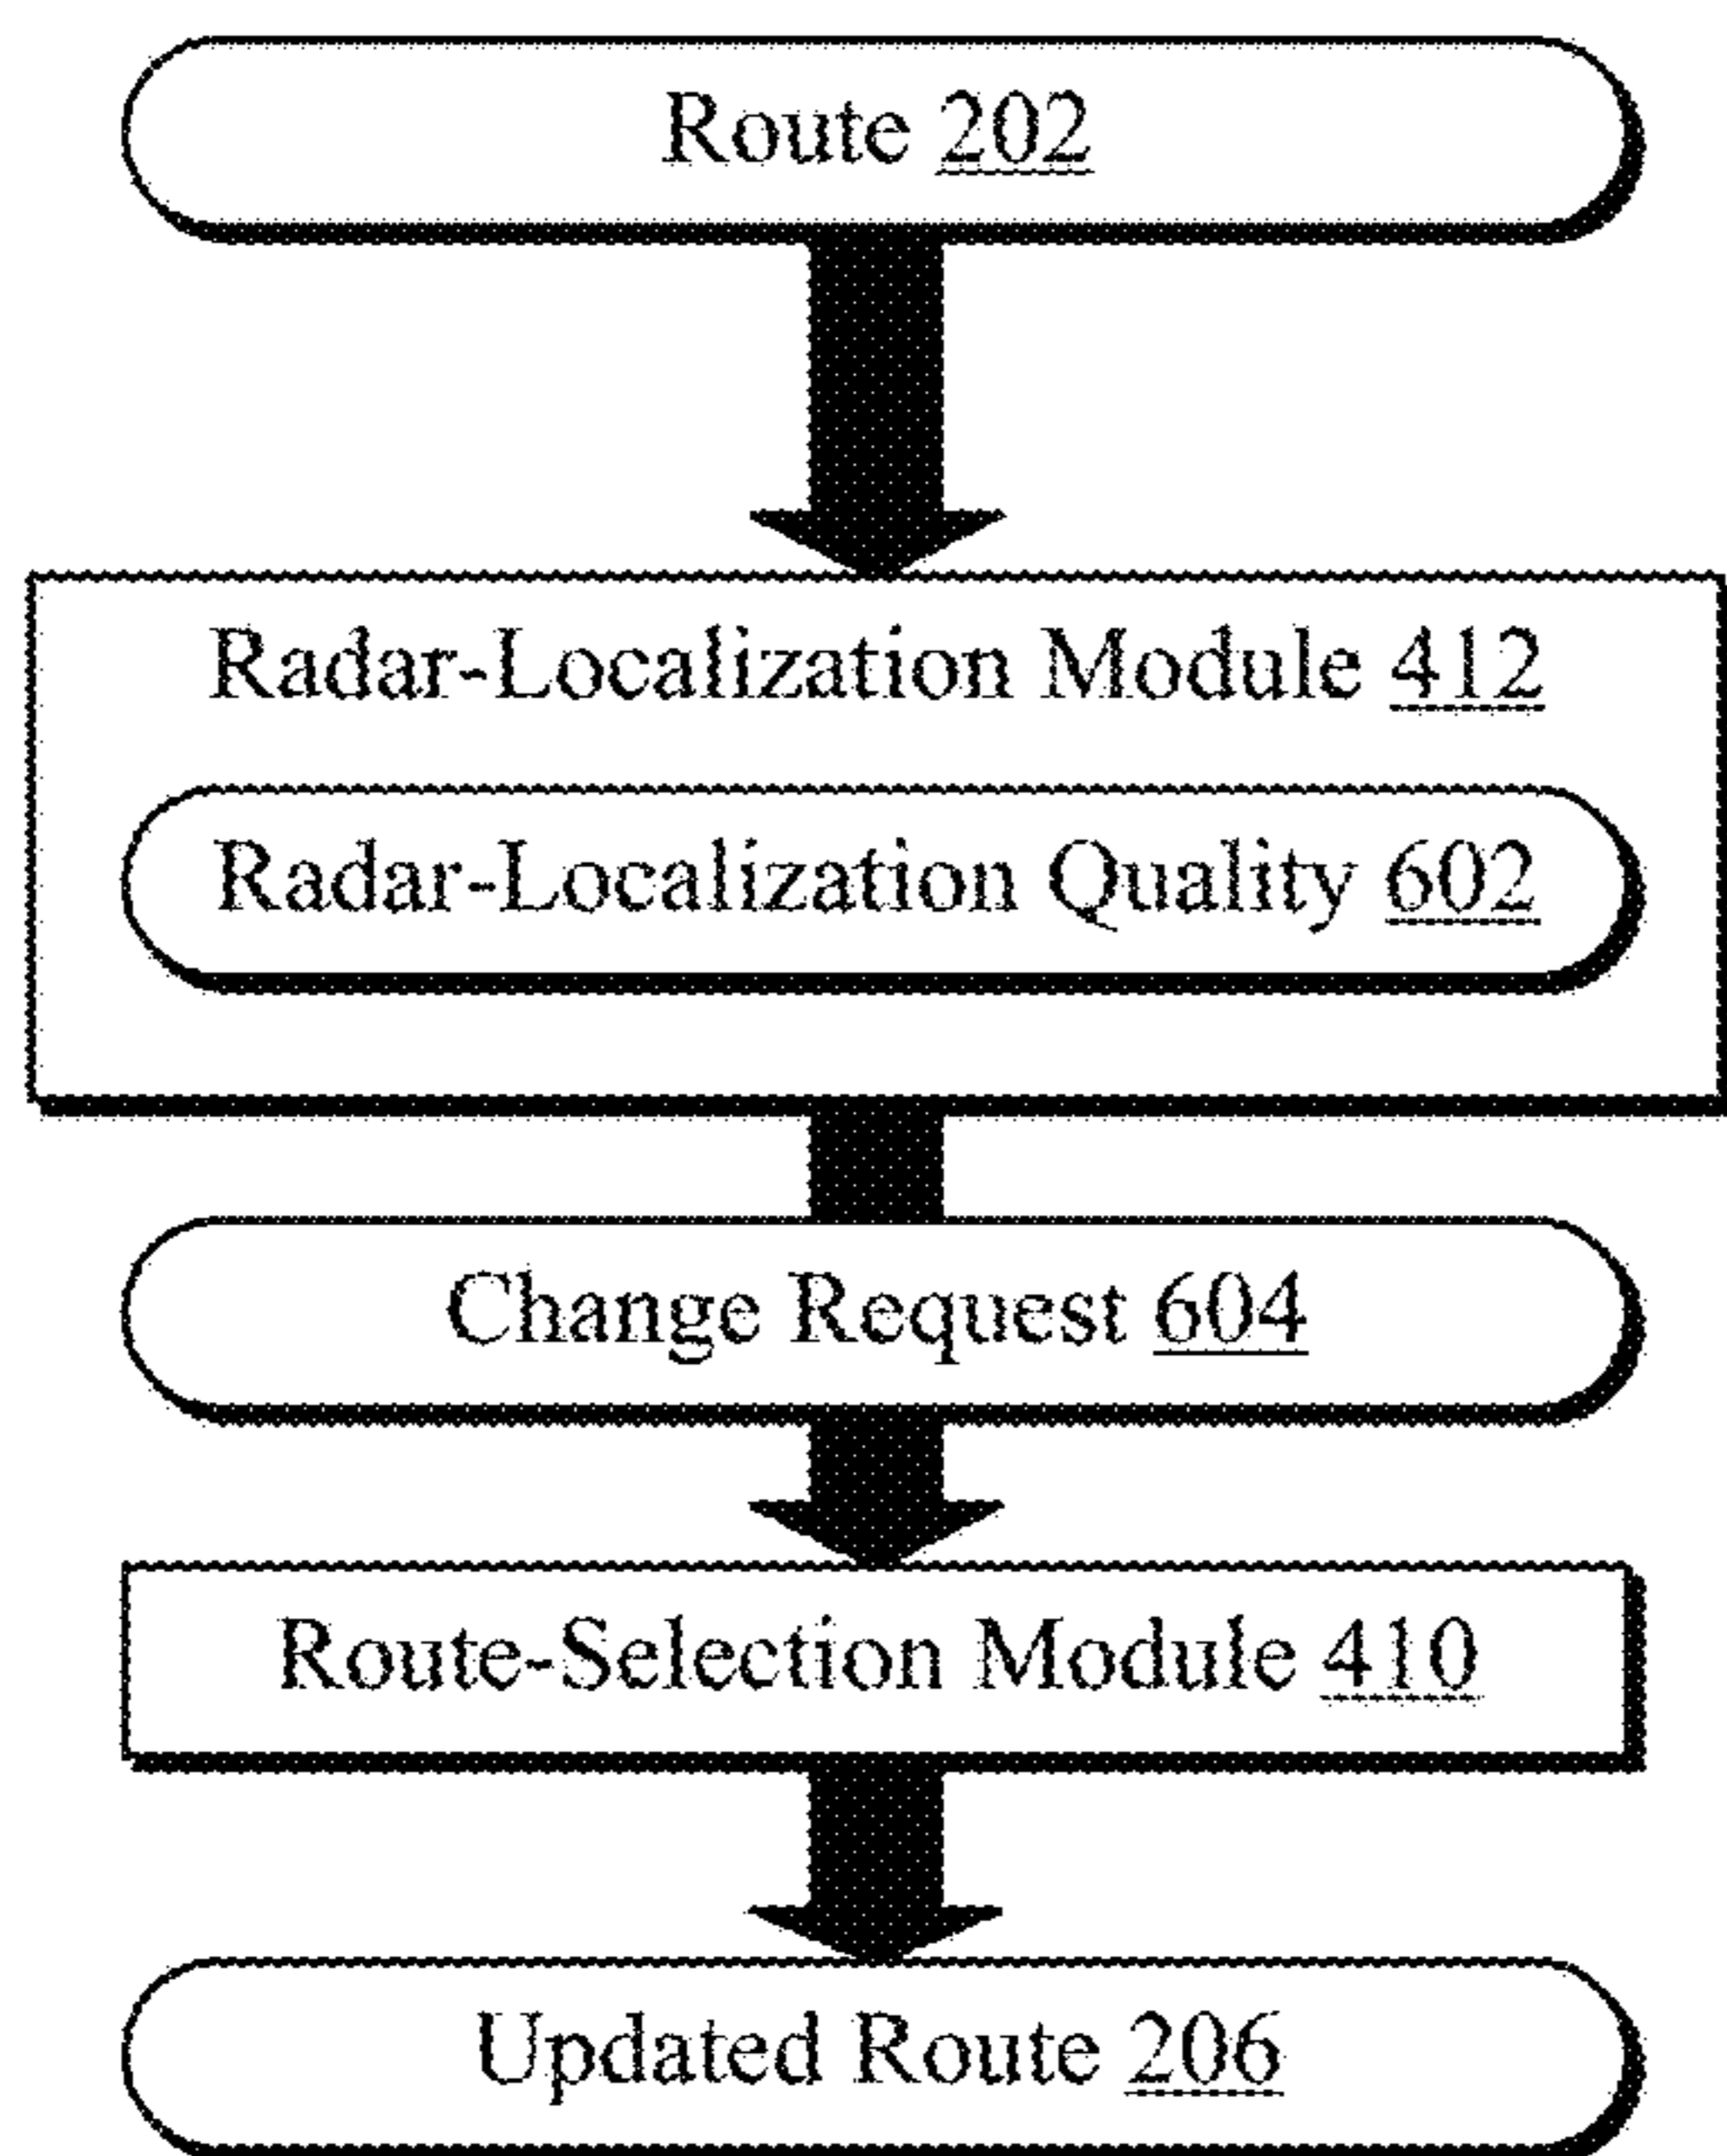 Route 202
Radar-Localization Module 412
Radar-Localization Quality 602
Change Request 604
Route-Selection Module 410
Updated Route 206